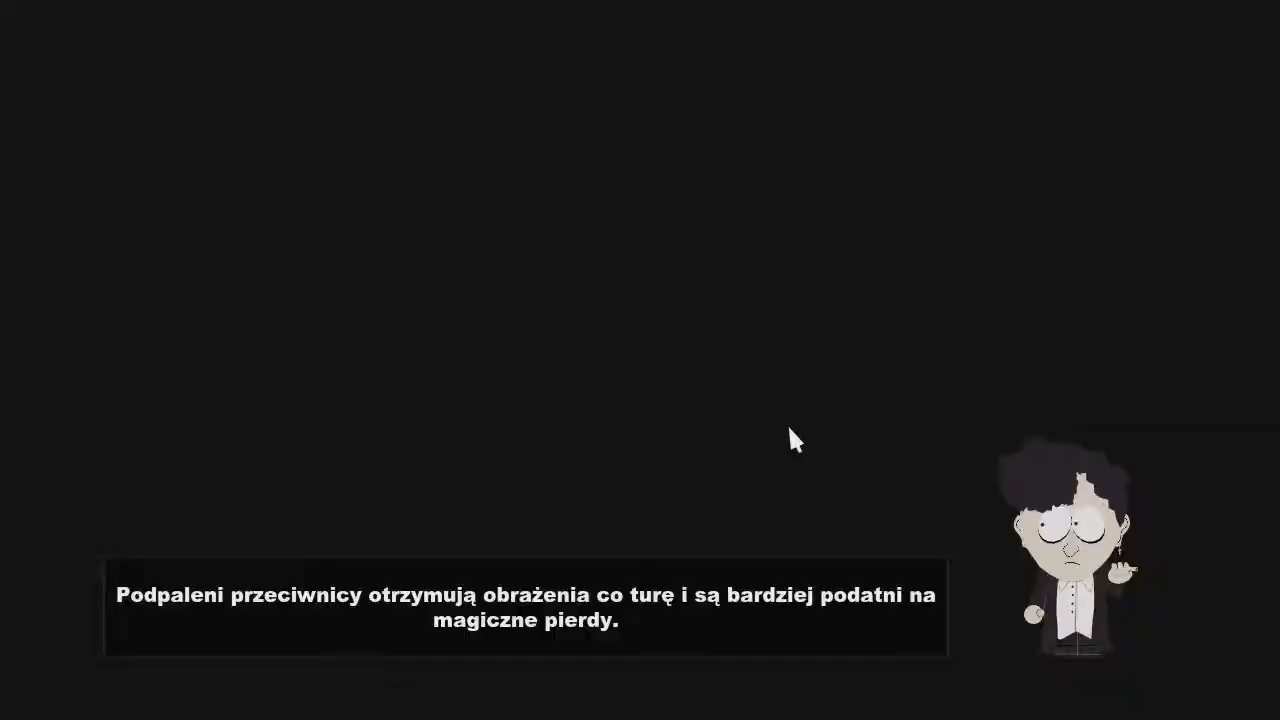 Podpaleni przeciwnicy otrzymują obrażenia co turę i są bardziej podatni na
magiczne pierdy.